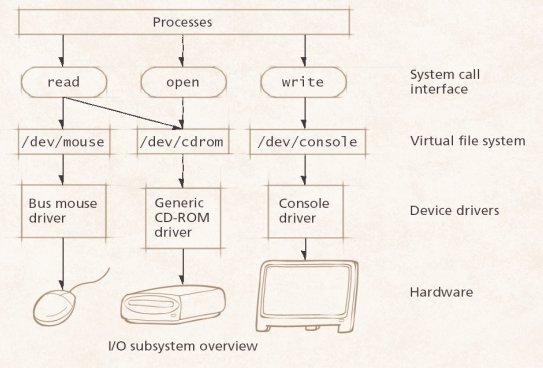 Processes
read
open
write
System call
interface
/dev/mouse
/dev/cdrom
/dev/console
Virtual file system
Bus mouse
driver
Generic
CD-ROM
driver
Console
driver
Device drivers
Hardware
I/O subsystem overview